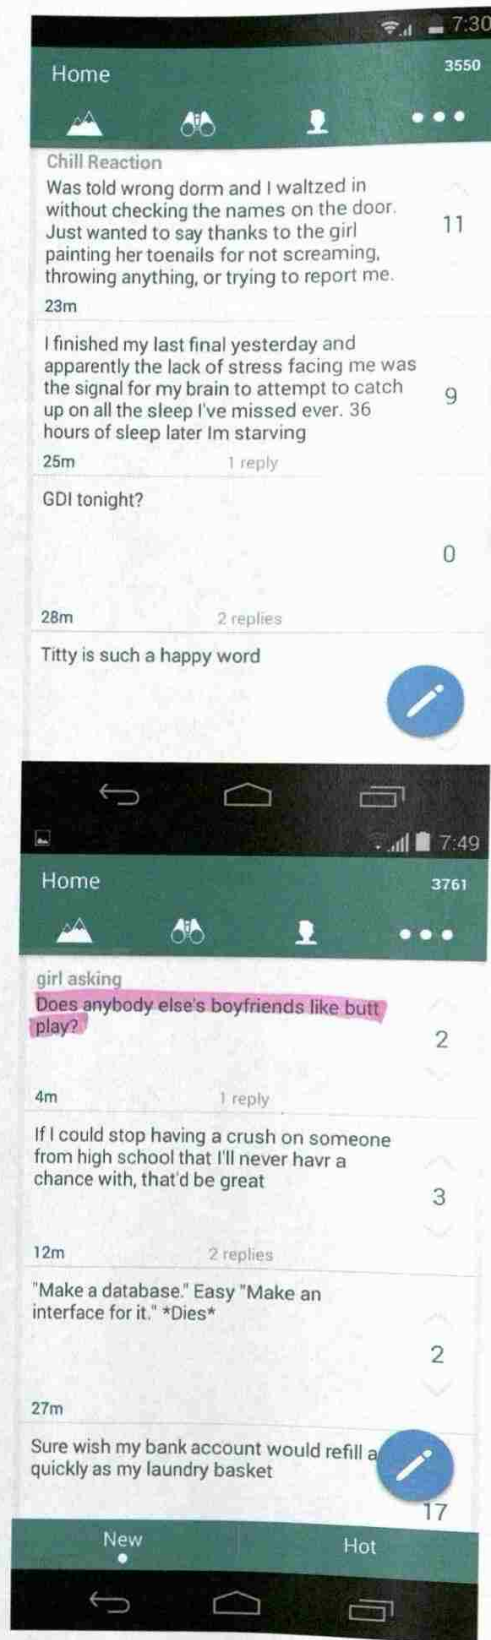 7:30
Home
3550
Chill Reaction
Was told wrong dorm and I waltzed in
without checking the names on the door.
Just wanted to say thanks to the girl
painting her toenails for not screaming,
throwing anything, or trying to report me.
11
23m
I finished my last final yesterday and
apparently the lack of stress facing me was
the signal for my brain to attempt to catch
up on all the sleep I've missed ever. 36
hours of sleep later Im starving
9
25m 1 reply
GDI tonight?
0
28m 2 replies
Titty is such a happy word
7:49
Home
3761
girl asking
Does anybody else's boyfriends like butt
play?
2
4m 1 reply
If I could stop having a crush on someone
from high school that I'll never havr a
chance with, that'd be great
3
12m 2 replies
"Make a database." Easy "Make an
interface for it." *Dies*
2
27m
Sure wish my bank account would refill a
quickly as my laundry basket
17
New Hot